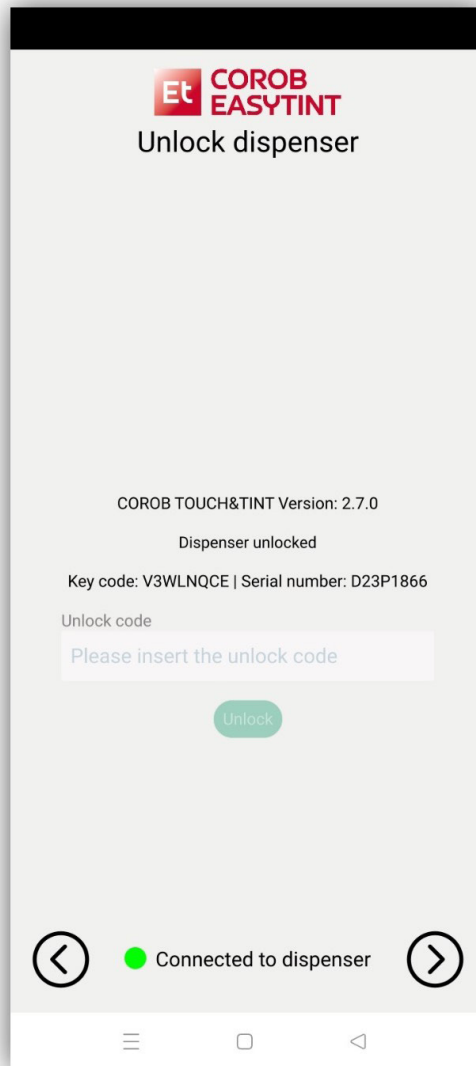 Et COROB
EASYTINT
Unlock dispenser
COROB TOUCH&TINT Version: 2.7.0
Dispenser unlocked
Key code: V3WLNQCE | Serial number: D23P1866
Unlock code
Please insert the unlock code
Unlock
Connected to dispenser